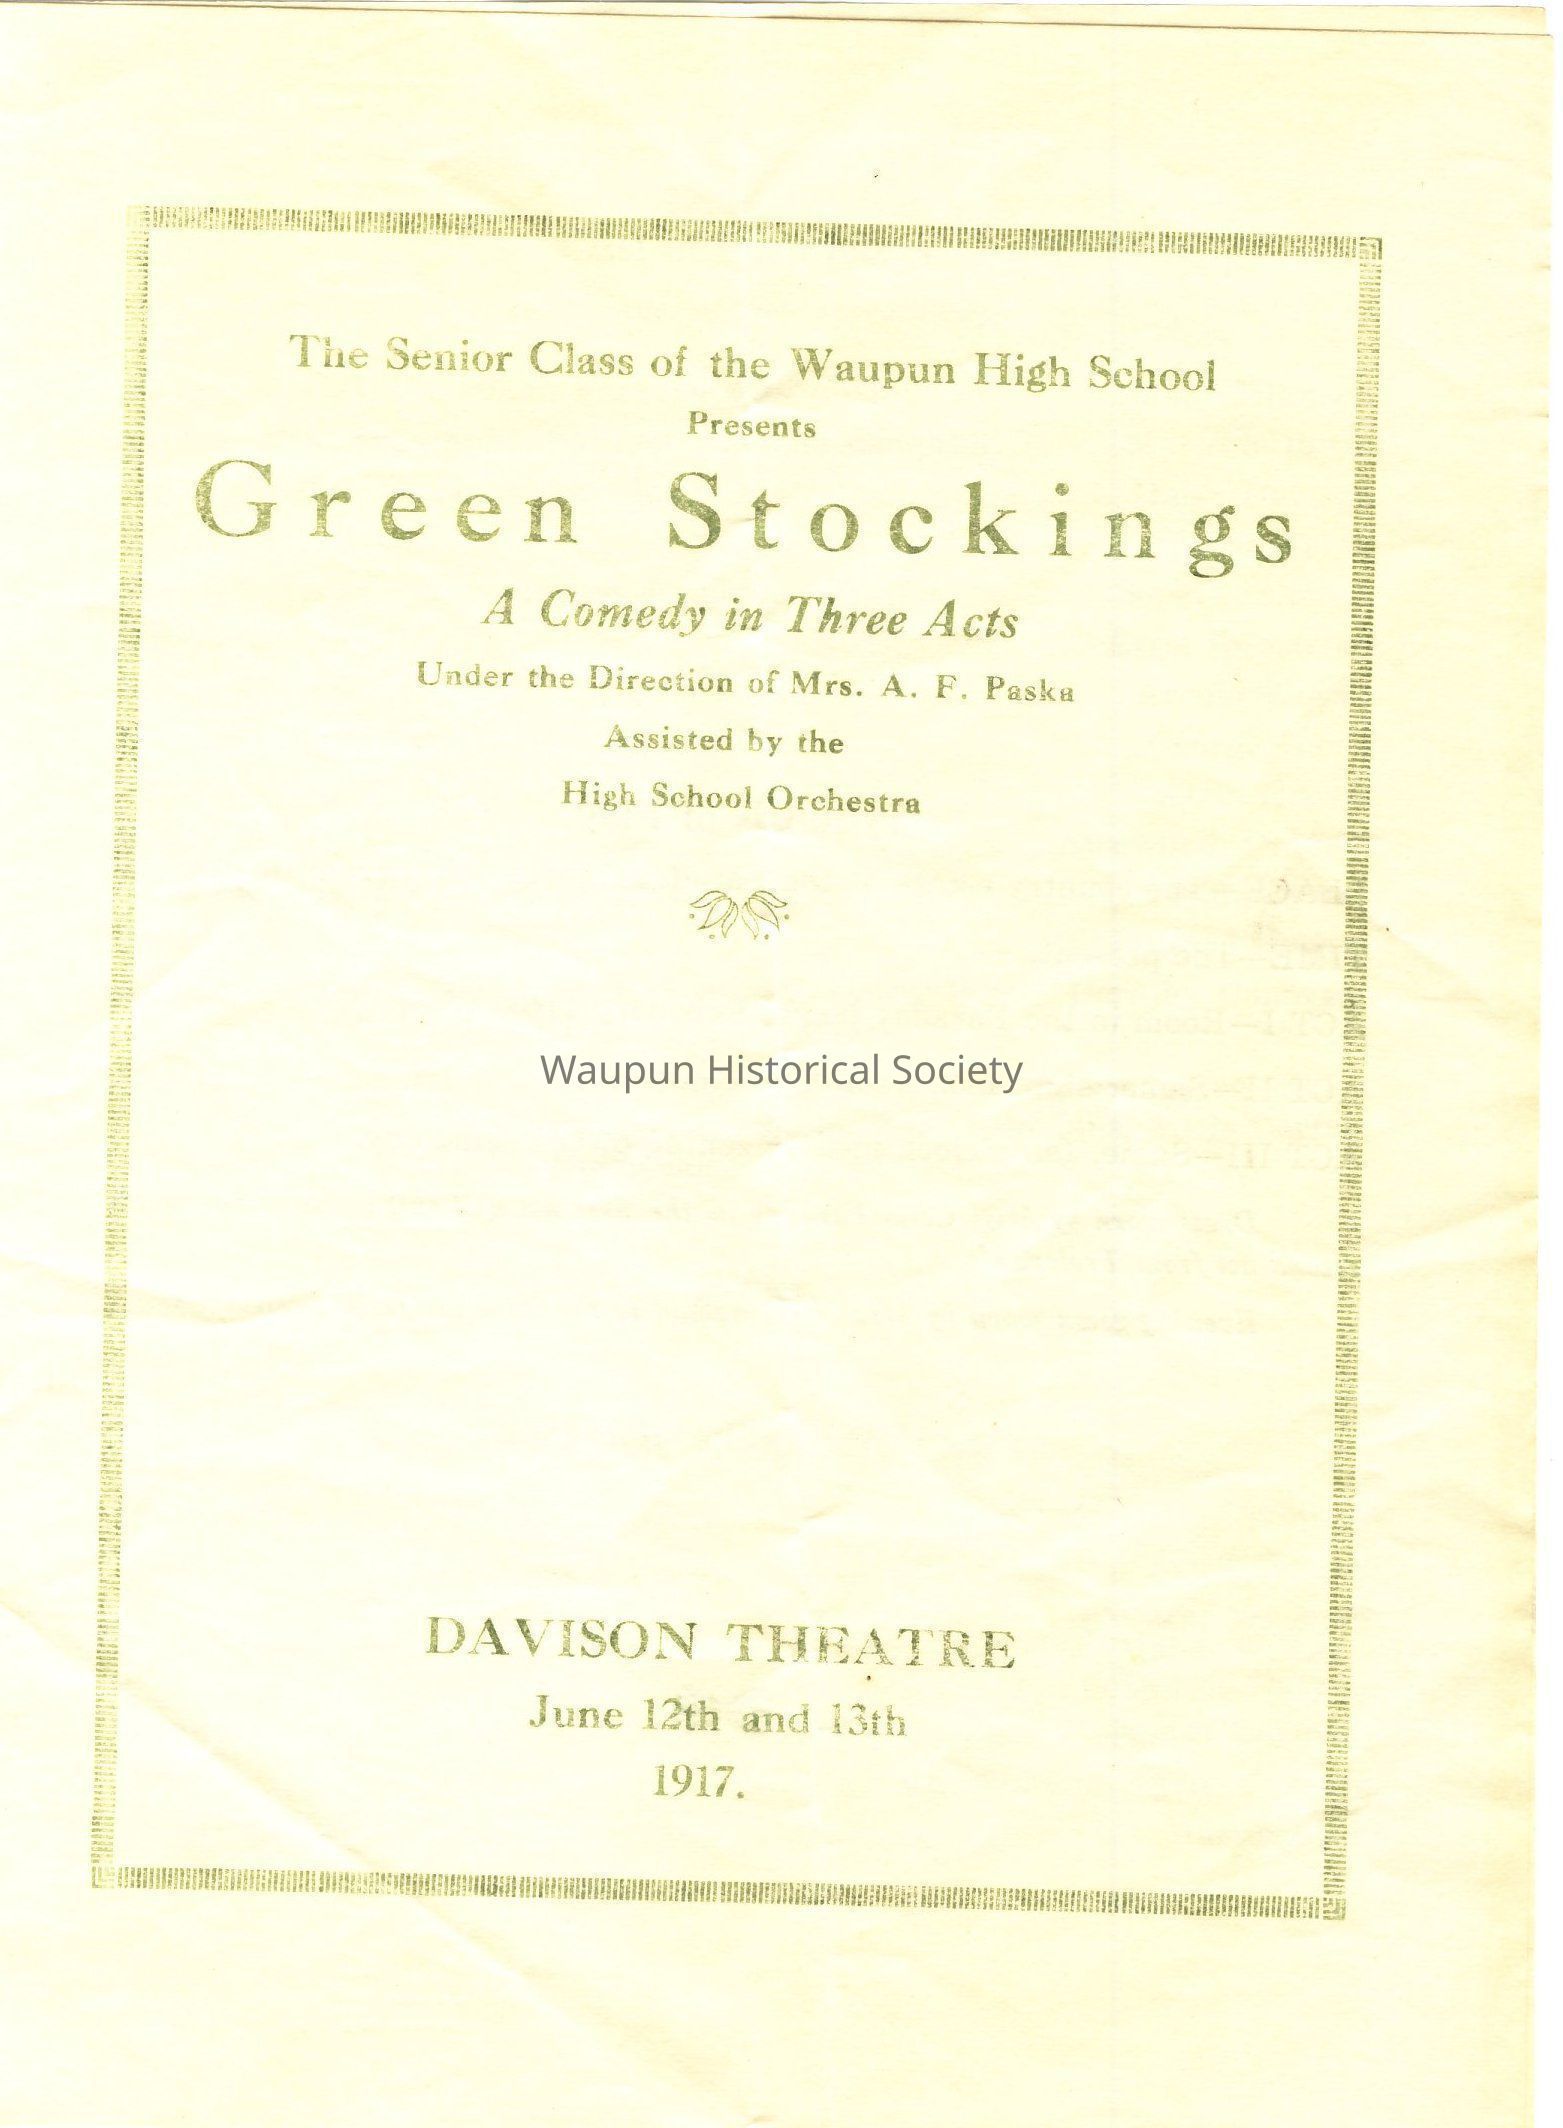 The Senior Class of the Waupun High School
Presents
Green Stockings
A Comedy in Three Acts
Under the Direction of Mrs. A. F. Paska
Assisted by the
High School Orchestra
Waupun Historical Society
DAVISON THEATRE
June 12th and 13th
1917.